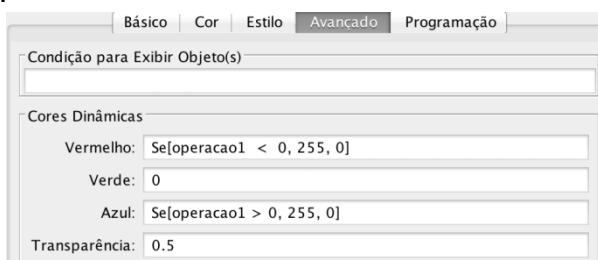 Básico Cor Estilo Avançado Programação
Condição para Exibir Objeto(s)
Cores Dinâmicas
Vermelho: Se[operacao1 < 0, 255, 0]
Verde: 0
Azul: Se[operacao1 > 0, 255, 0]
Transparência: 0.5